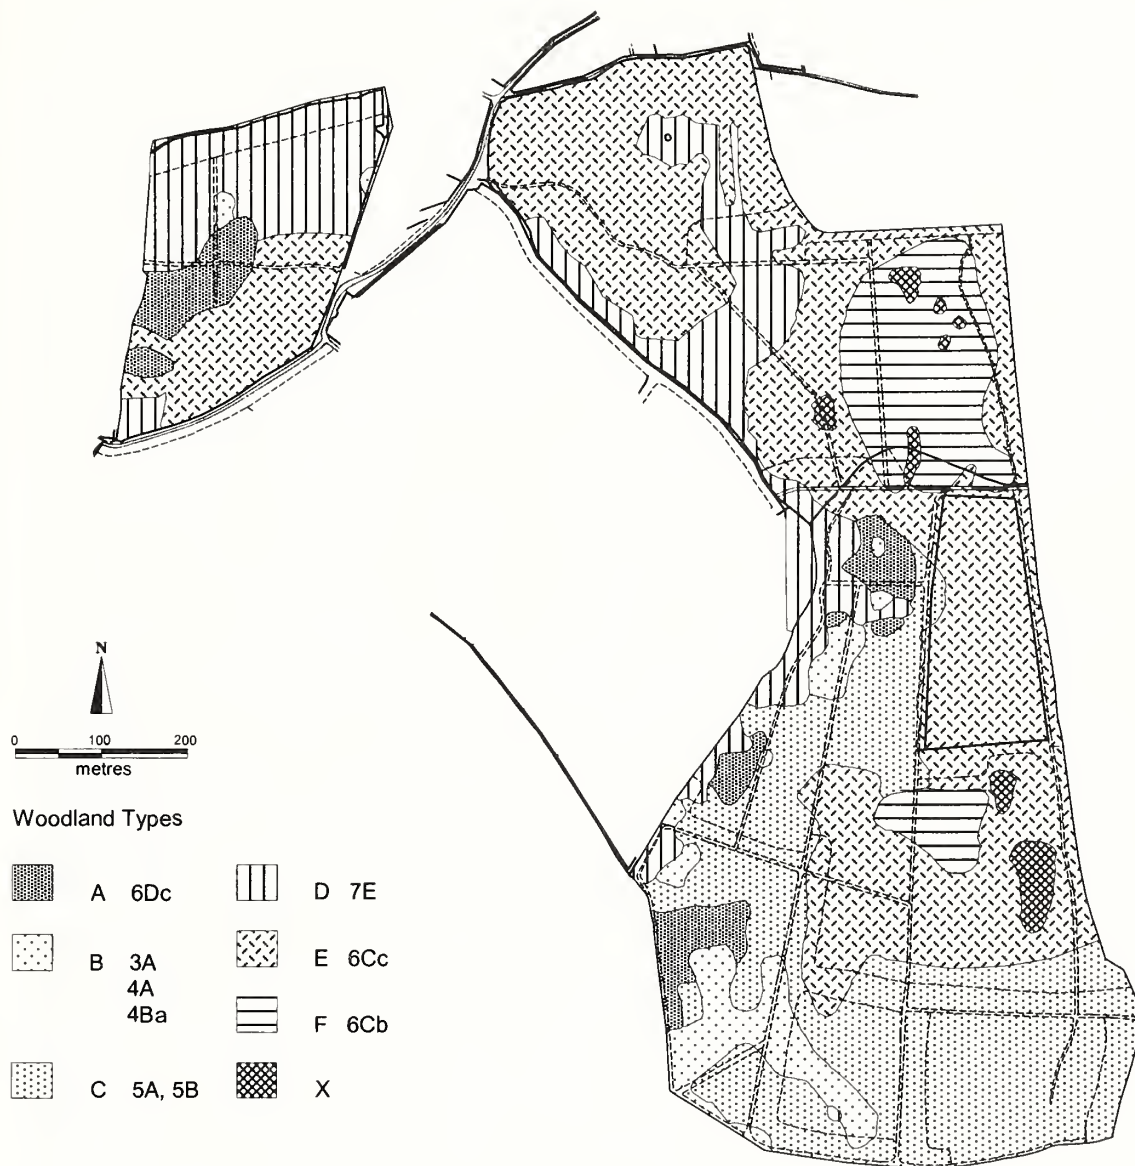 N
0 100 200
metres
Woodland Types
A 6Dc
B 3A
4A
4Ba
C 5A, 5B
D 7E
E 6Cc
F 6Cb
X